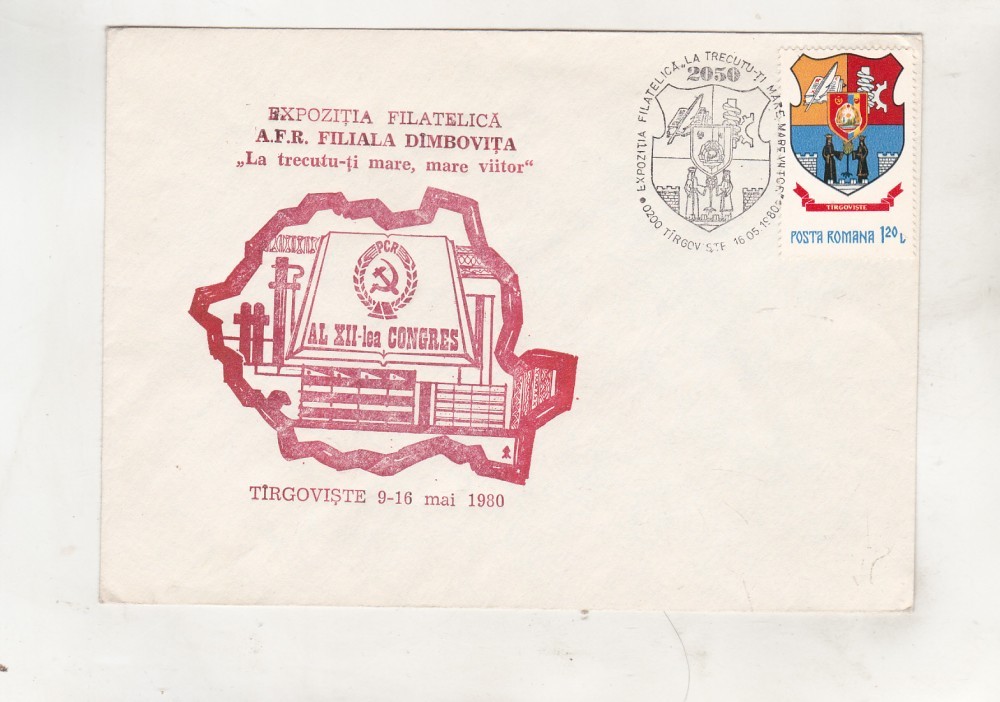 EXPOZIȚIA FILATELICĂ
A.F.R. FILIALA DÎMBOVIȚA
„La trecutu-ți mare, mare viitor“
PCR
AL XII-lea CONGRES
TÎRGOVIȘTE 9-16 mai 1980
EXPOZIȚIA FILATELICĂ „LA TRECUTU-ȚI MARE, MARE VIITOR"
2050
0200 TÎRGOVIȘTE 16.05.1980
TÎRGOVIȘTE
POSTA ROMANA 1,20 L